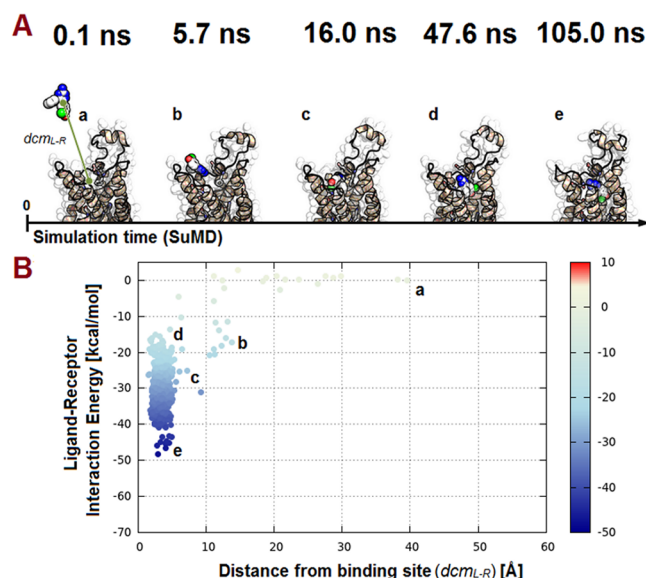 A
0.1 ns 5.7 ns 16.0 ns 47.6 ns 105.0 ns
a b c d e
dcmL-R
0
Simulation time (SuMD)
B
Ligand-Receptor
Interaction Energy [kcal/mol]
10
0
-10
-20
-30
-40
-50
-60
-70
a
b
c
d
e
0 10 20 30 40 50 60
Distance from binding site (dcmL-R) [Å]
10
0
-10
-20
-30
-40
-50